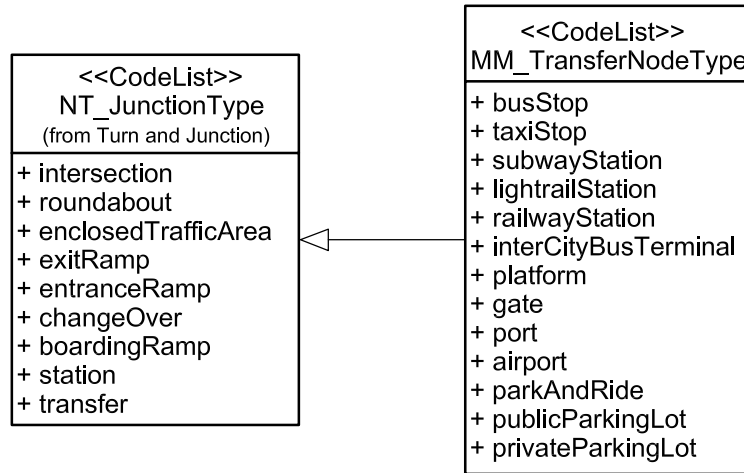 <<CodeList>>
NT_JunctionType
(from Turn and Junction)
+ intersection
+ roundabout
+ enclosedTrafficArea
+ exitRamp
+ entranceRamp
+ changeOver
+ boardingRamp
+ station
+ transfer
<<CodeList>>
MM_TransferNodeType
+ busStop
+ taxiStop
+ subwayStation
+ lightrailStation
+ railwayStation
+ interCityBusTerminal
+ platform
+ gate
+ port
+ airport
+ parkAndRide
+ publicParkingLot
+ privateParkingLot